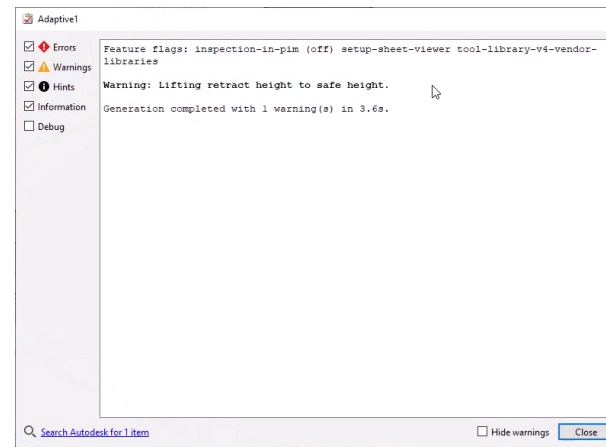 Adaptive1
Errors
Warnings
Hints
Information
Debug
Feature flags: inspection-in-pim (off) setup-sheet-viewer tool-library-v4-vendor-
libraries
Warning: Lifting retract height to safe height.
Generation completed with 1 warning(s) in 3.6s.
Search Autodesk for 1 item
Hide warnings
Close